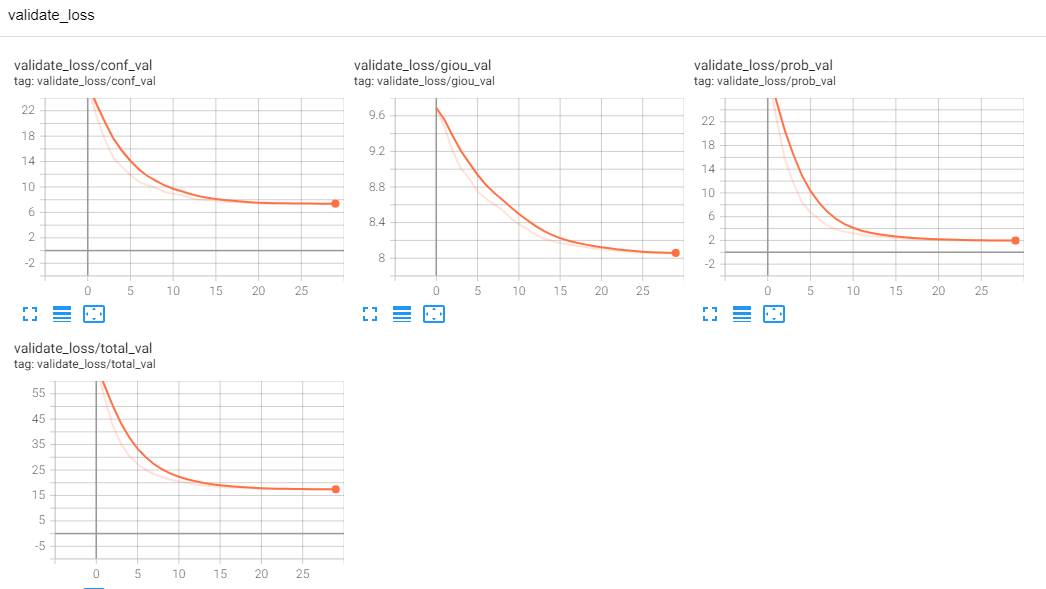 validate_loss
validate_loss/conf_val
tag: validate_loss/conf_val
22
18
14
10
6
2
-2
0 5 10 15 20 25
validate_loss/giou_val
tag: validate_loss/giou_val
9.6
9.2
8.8
8.4
8
0 5 10 15 20 25
validate_loss/prob_val
tag: validate_loss/prob_val
22
18
14
10
6
2
-2
0 5 10 15 20 25
validate_loss/total_val
tag: validate_loss/total_val
55
45
35
25
15
5
-5
0 5 10 15 20 25